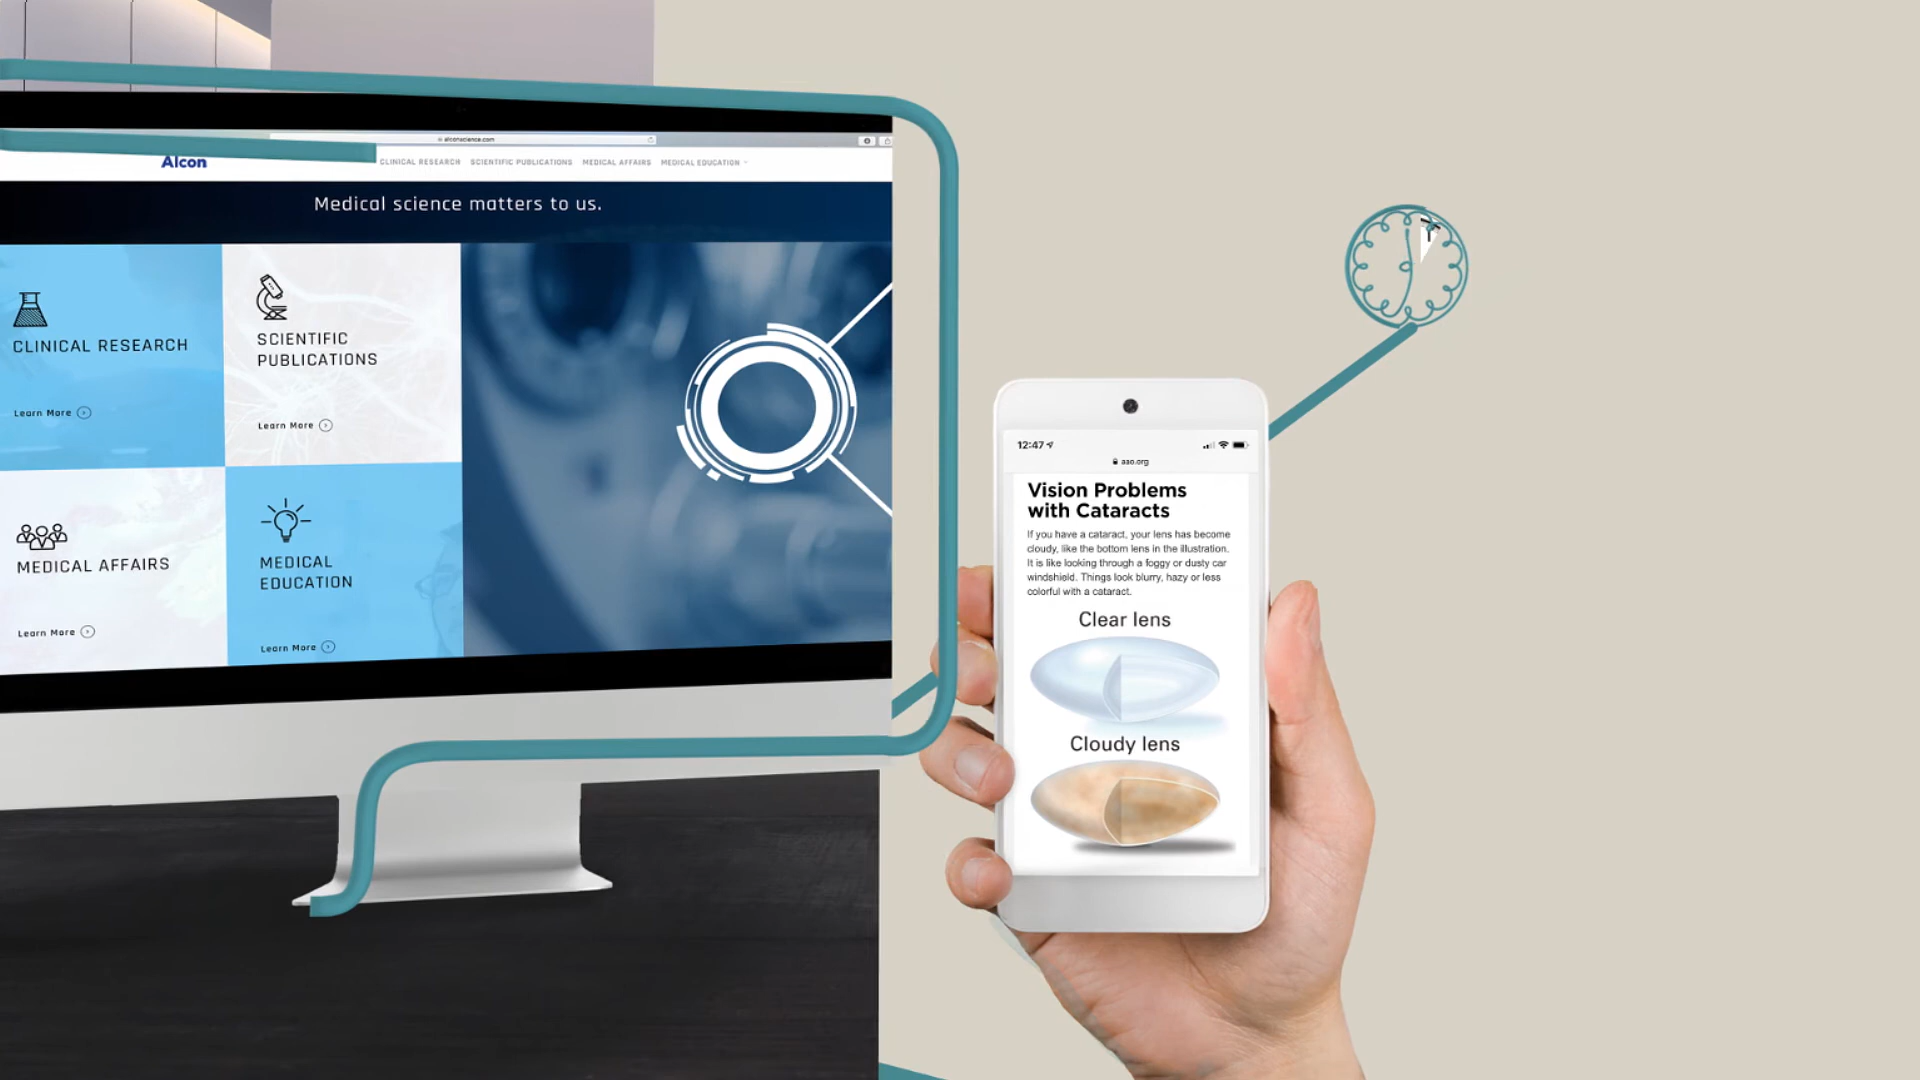 alconscience.com
Alcon
CLINICAL RESEARCH SCIENTIFIC PUBLICATIONS MEDICAL AFFAIRS MEDICAL EDUCATION
Medical science matters to us.
CLINICAL RESEARCH
Learn More
SCIENTIFIC
PUBLICATIONS
Learn More
MEDICAL AFFAIRS
Learn More
MEDICAL
EDUCATION
Learn More
12:47
aao.org
Vision Problems
with Cataracts
If you have a cataract, your lens has become
cloudy, like the bottom lens in the illustration.
It is like looking through a foggy or dusty car
windshield. Things look blurry, hazy or less
colorful with a cataract.
Clear lens
Cloudy lens